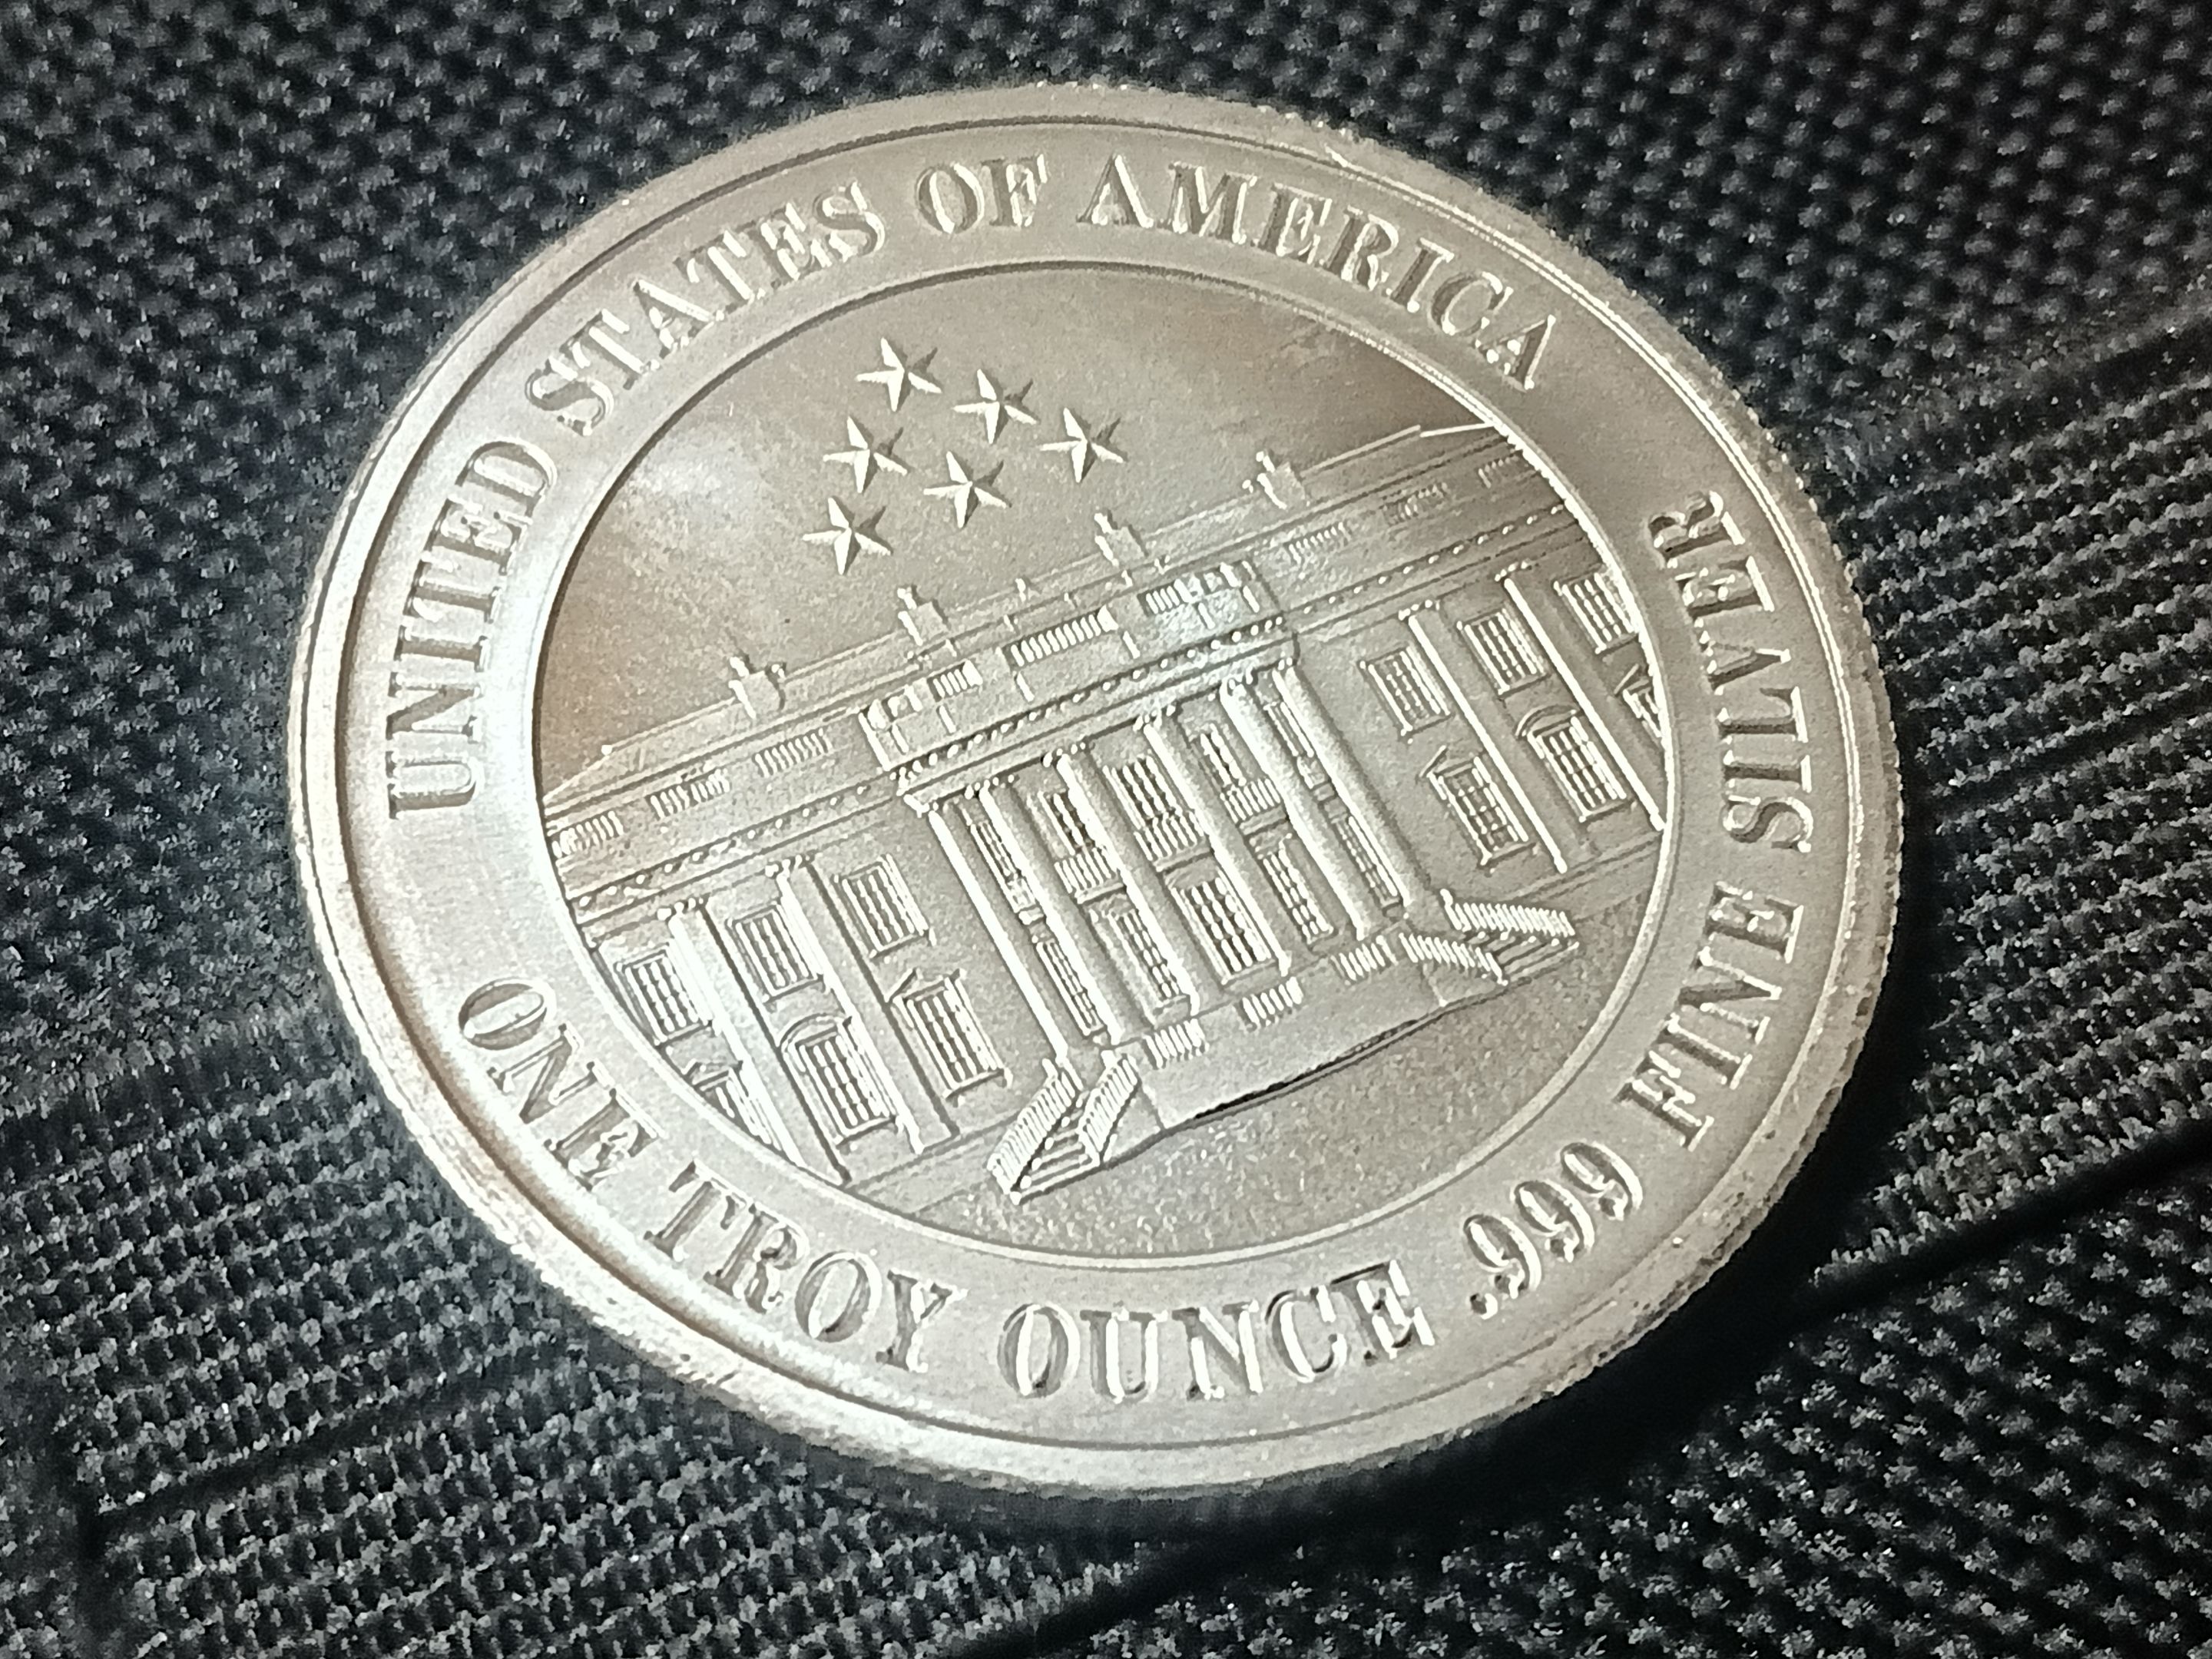 UNITED STATES OF AMERICA
ONE TROY OUNCE .999 FINE SILVER